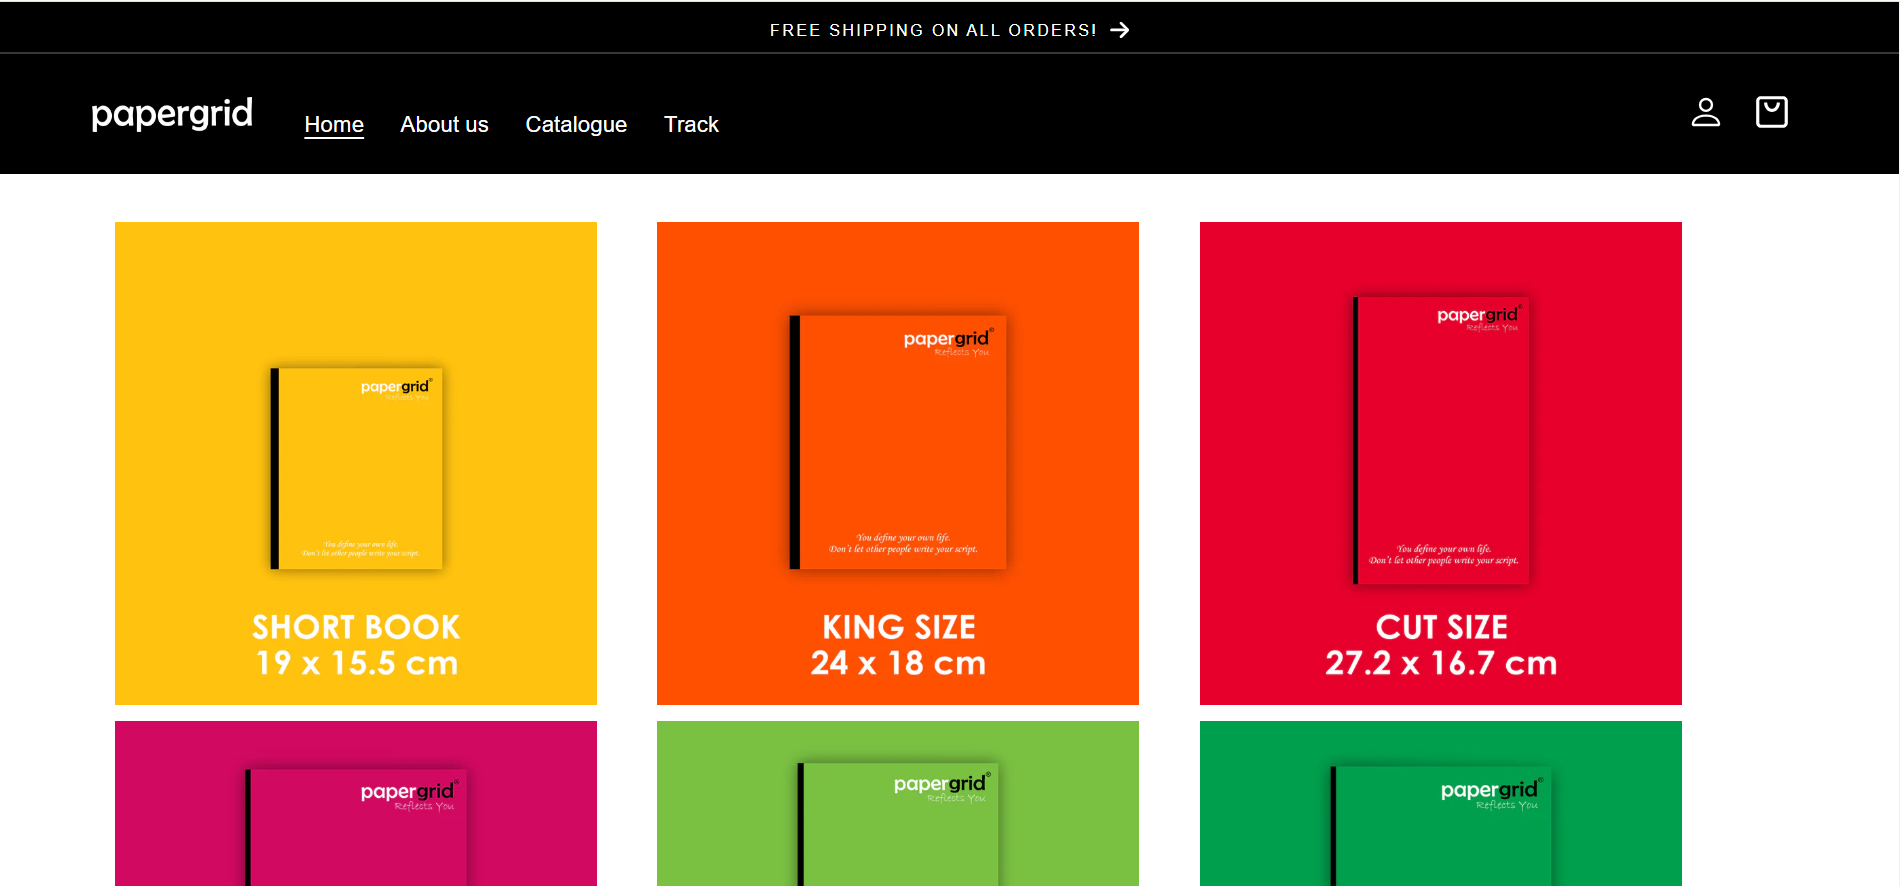 FREE SHIPPING ON ALL ORDERS!
papergrid
Home About us Catalogue Track
papergrid®
Reflects You
You define your own life.
Don't let other people write your script.
SHORT BOOK
19 x 15.5 cm
papergrid®
Reflects You
You define your own life.
Don't let other people write your script.
KING SIZE
24 x 18 cm
papergrid®
Reflects You
You define your own life.
Don't let other people write your script.
CUT SIZE
27.2 x 16.7 cm
papergrid®
Reflects You
papergrid®
Reflects You
papergrid®
Reflects You